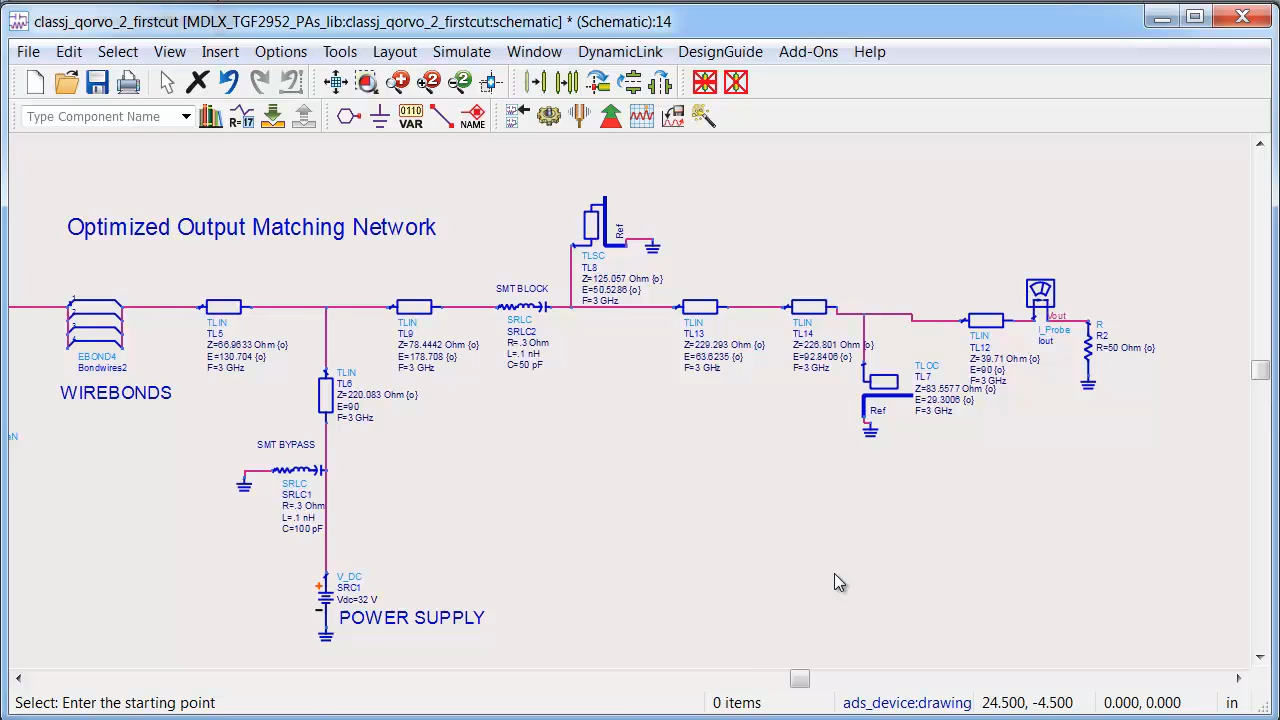 classj_qorvo_2_firstcut [MDLX_TGF2952_PAs_lib:classj_qorvo_2_firstcut:schematic] * (Schematic):14
File Edit Select View Insert Options Tools Layout Simulate Window DynamicLink DesignGuide Add-Ons Help
Type Component Name
R=17
0110
VAR
NAME
Optimized Output Matching Network
Ref
TLSC
TL8
Z=125.057 Ohm {o}
E=50.5286 {o}
F=3 GHz
1
2
EBOND4
Bondwires2
WIREBONDS
TLIN
TL5
Z=66.9633 Ohm {o}
E=130.704 {o}
F=3 GHz
TLIN
TL9
Z=78.4442 Ohm {o}
E=178.708 {o}
F=3 GHz
SMT BLOCK
SRLC
SRLC2
R=.3 Ohm
L=.1 nH
C=50 pF
TLIN
TL13
Z=229.293 Ohm {o}
E=63.6235 {o}
F=3 GHz
TLIN
TL14
Z=226.801 Ohm {o}
E=92.8406 {o}
F=3 GHz
TLIN
TL12
Z=39.71 Ohm {o}
E=90 {o}
F=3 GHz
Vout
I_Probe
Iout
R
R2
R=50 Ohm {o}
TLOC
TL7
Z=83.5577 Ohm {o}
E=29.3006 {o}
F=3 GHz
Ref
TLIN
TL6
Z=220.083 Ohm {o}
E=90
F=3 GHz
aN
SMT BYPASS
SRLC
SRLC1
R=.3 Ohm
L=.1 nH
C=100 pF
V_DC
SRC1
Vdc=32 V
POWER SUPPLY
Select: Enter the starting point 0 items ads_device:drawing 24.500, -4.500 0.000, 0.000 in